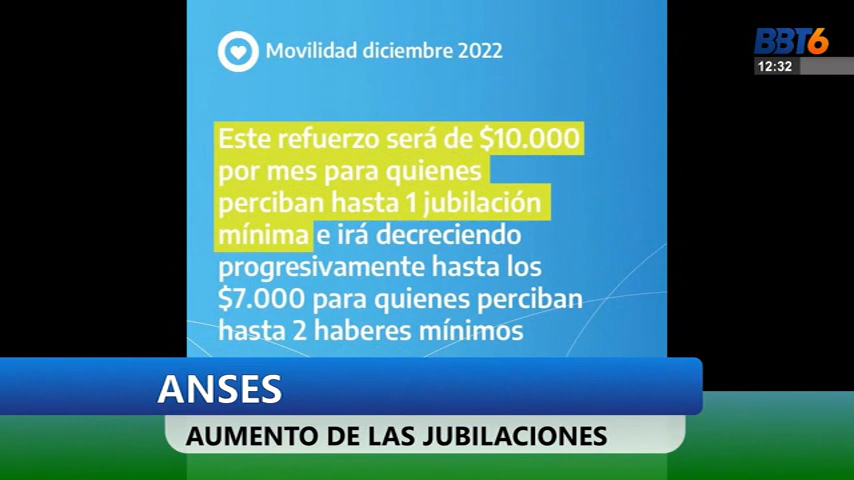 Movilidad diciembre 2022
BBT6
12:32
Este refuerzo será de $10.000
por mes para quienes
perciban hasta 1 jubilación
mínima e irá decreciendo
progresivamente hasta los
$7.000 para quienes perciban
hasta 2 haberes mínimos
ANSES
AUMENTO DE LAS JUBILACIONES